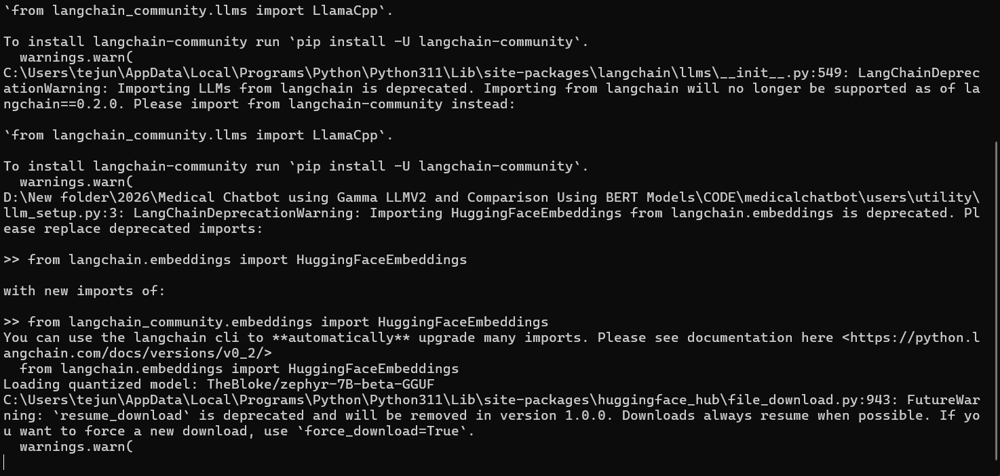 `from langchain_community.llms import LlamaCpp`.
To install langchain-community run `pip install -U langchain-community`.
  warnings.warn(
C:\Users\tejun\AppData\Local\Programs\Python\Python311\Lib\site-packages\langchain\llms\__init__.py:549: LangChainDeprec
ationWarning: Importing LLMs from langchain is deprecated. Importing from langchain will no longer be supported as of la
ngchain==0.2.0. Please import from langchain-community instead:
`from langchain_community.llms import LlamaCpp`.
To install langchain-community run `pip install -U langchain-community`.
  warnings.warn(
D:\New folder\2026\Medical Chatbot using Gamma LLMV2 and Comparison Using BERT Models\CODE\medicalchatbot\users\utility\
llm_setup.py:3: LangChainDeprecationWarning: Importing HuggingFaceEmbeddings from langchain.embeddings is deprecated. Pl
ease replace deprecated imports:
>> from langchain.embeddings import HuggingFaceEmbeddings
with new imports of:
>> from langchain_community.embeddings import HuggingFaceEmbeddings
You can use the langchain cli to **automatically** upgrade many imports. Please see documentation here <https://python.l
angchain.com/docs/versions/v0_2/>
  from langchain.embeddings import HuggingFaceEmbeddings
Loading quantized model: TheBloke/zephyr-7B-beta-GGUF
C:\Users\tejun\AppData\Local\Programs\Python\Python311\Lib\site-packages\huggingface_hub\file_download.py:943: FutureWar
ning: `resume_download` is deprecated and will be removed in version 1.0.0. Downloads always resume when possible. If yo
u want to force a new download, use `force_download=True`.
  warnings.warn(